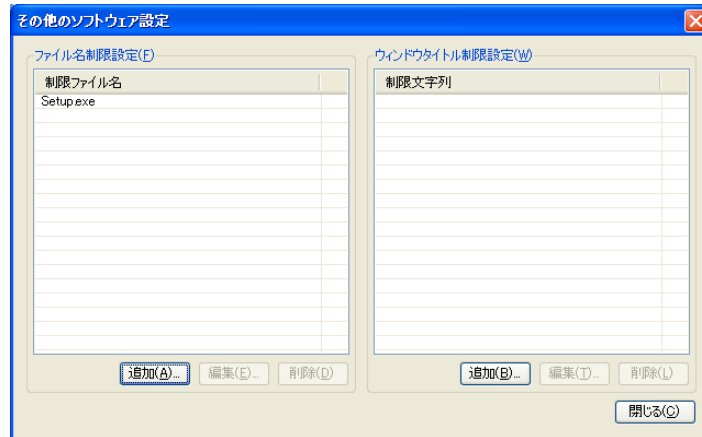 その他のソフトウェア設定
ファイル名制限設定(F)
制限ファイル名
Setup.exe
追加(A)... 編集(E)... 削除(D)
ウィンドウタイトル制限設定(W)
制限文字列
追加(B)... 編集(T)... 削除(L)
閉じる(C)